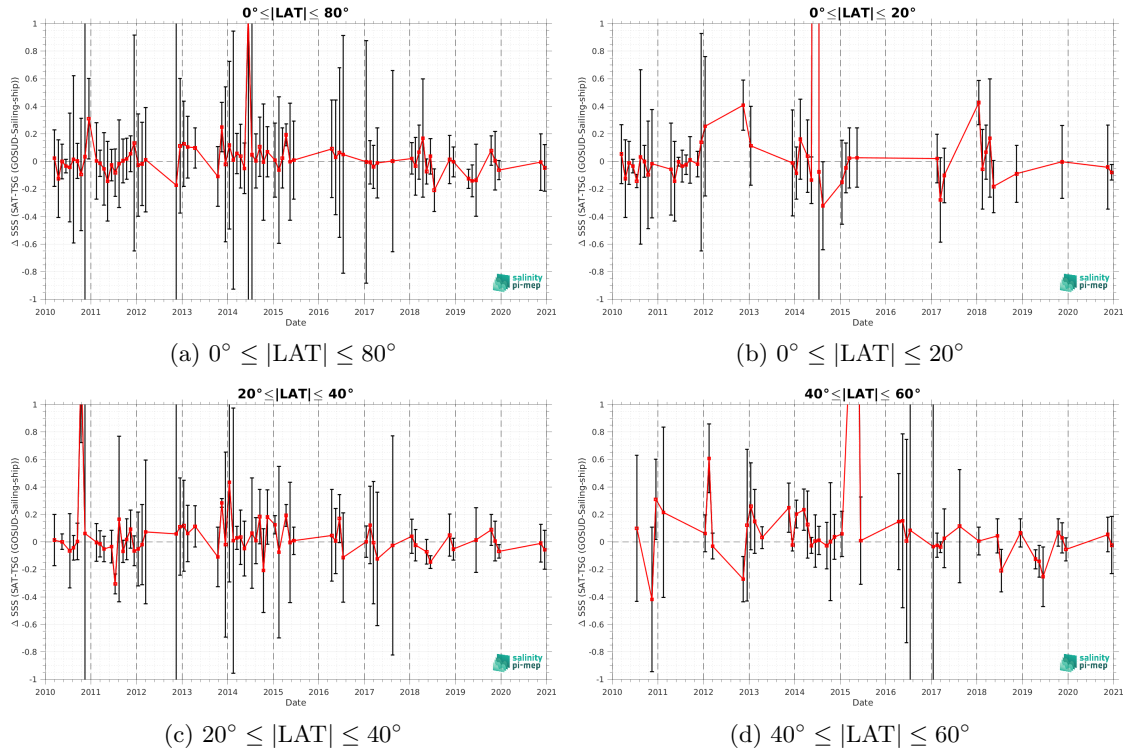 0°≤|LAT|≤ 80°
Δ SSS (SAT-TSG (GOSUD-Sailing-ship))
1
0.8
0.6
0.4
0.2
0
-0.2
-0.4
-0.6
-0.8
-1
2010 2011 2012 2013 2014 2015 2016 2017 2018 2019 2020 2021
Date
salinity
pi-mep
(a) 0° ≤ |LAT| ≤ 80°
0°≤|LAT|≤ 20°
Δ SSS (SAT-TSG (GOSUD-Sailing-ship))
1
0.8
0.6
0.4
0.2
0
-0.2
-0.4
-0.6
-0.8
-1
2010 2011 2012 2013 2014 2015 2016 2017 2018 2019 2020 2021
Date
salinity
pi-mep
(b) 0° ≤ |LAT| ≤ 20°
20°≤|LAT|≤ 40°
Δ SSS (SAT-TSG (GOSUD-Sailing-ship))
1
0.8
0.6
0.4
0.2
0
-0.2
-0.4
-0.6
-0.8
-1
2010 2011 2012 2013 2014 2015 2016 2017 2018 2019 2020 2021
Date
salinity
pi-mep
(c) 20° ≤ |LAT| ≤ 40°
40°≤|LAT|≤ 60°
Δ SSS (SAT-TSG (GOSUD-Sailing-ship))
1
0.8
0.6
0.4
0.2
0
-0.2
-0.4
-0.6
-0.8
-1
2010 2011 2012 2013 2014 2015 2016 2017 2018 2019 2020 2021
Date
salinity
pi-mep
(d) 40° ≤ |LAT| ≤ 60°